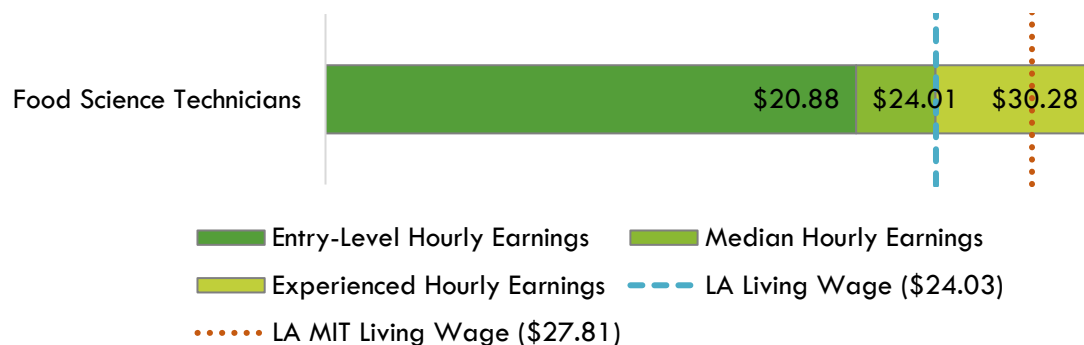 Food Science Technicians $20.88 $24.01 $30.28
Entry-Level Hourly Earnings Median Hourly Earnings
Experienced Hourly Earnings LA Living Wage ($24.03)
LA MIT Living Wage ($27.81)